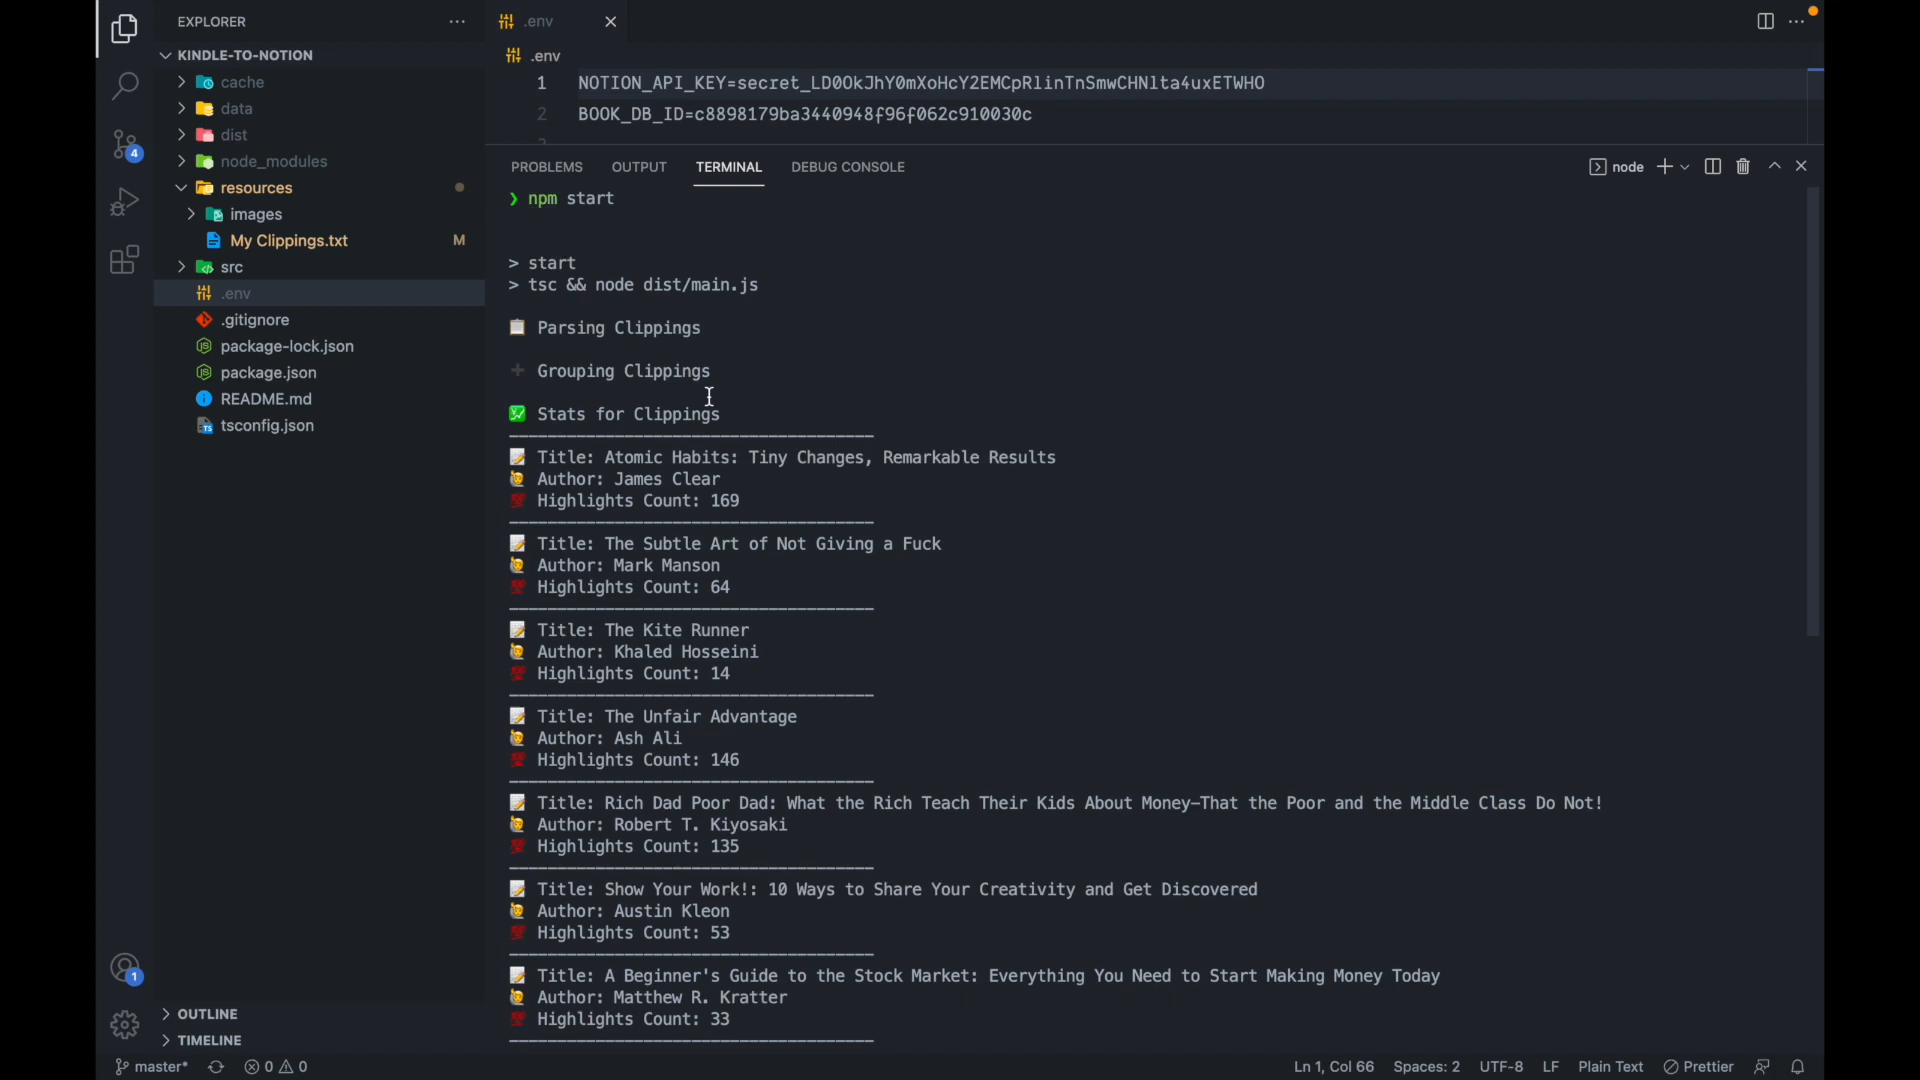 EXPLORER
KINDLE-TO-NOTION
cache
data
dist
node_modules
resources
images
My Clippings.txt M
src
.env
.gitignore
package-lock.json
package.json
README.md
tsconfig.json
OUTLINE
TIMELINE
4
1
.env
.env
1 NOTION_API_KEY=secret_LD0OkJhY0mXoHcY2EMCpRlinTnSmwCHNlta4uxETWHO
2 BOOK_DB_ID=c8898179ba3440948f96f062c910030c
PROBLEMS OUTPUT TERMINAL DEBUG CONSOLE node
❯ npm start
> start
> tsc && node dist/main.js
Parsing Clippings
Grouping Clippings
Stats for Clippings
Title: Atomic Habits: Tiny Changes, Remarkable Results
Author: James Clear
Highlights Count: 169
Title: The Subtle Art of Not Giving a Fuck
Author: Mark Manson
Highlights Count: 64
Title: The Kite Runner
Author: Khaled Hosseini
Highlights Count: 14
Title: The Unfair Advantage
Author: Ash Ali
Highlights Count: 146
Title: Rich Dad Poor Dad: What the Rich Teach Their Kids About Money–That the Poor and the Middle Class Do Not!
Author: Robert T. Kiyosaki
Highlights Count: 135
Title: Show Your Work!: 10 Ways to Share Your Creativity and Get Discovered
Author: Austin Kleon
Highlights Count: 53
Title: A Beginner's Guide to the Stock Market: Everything You Need to Start Making Money Today
Author: Matthew R. Kratter
Highlights Count: 33
master* 0 0 Ln 1, Col 66 Spaces: 2 UTF-8 LF Plain Text Prettier